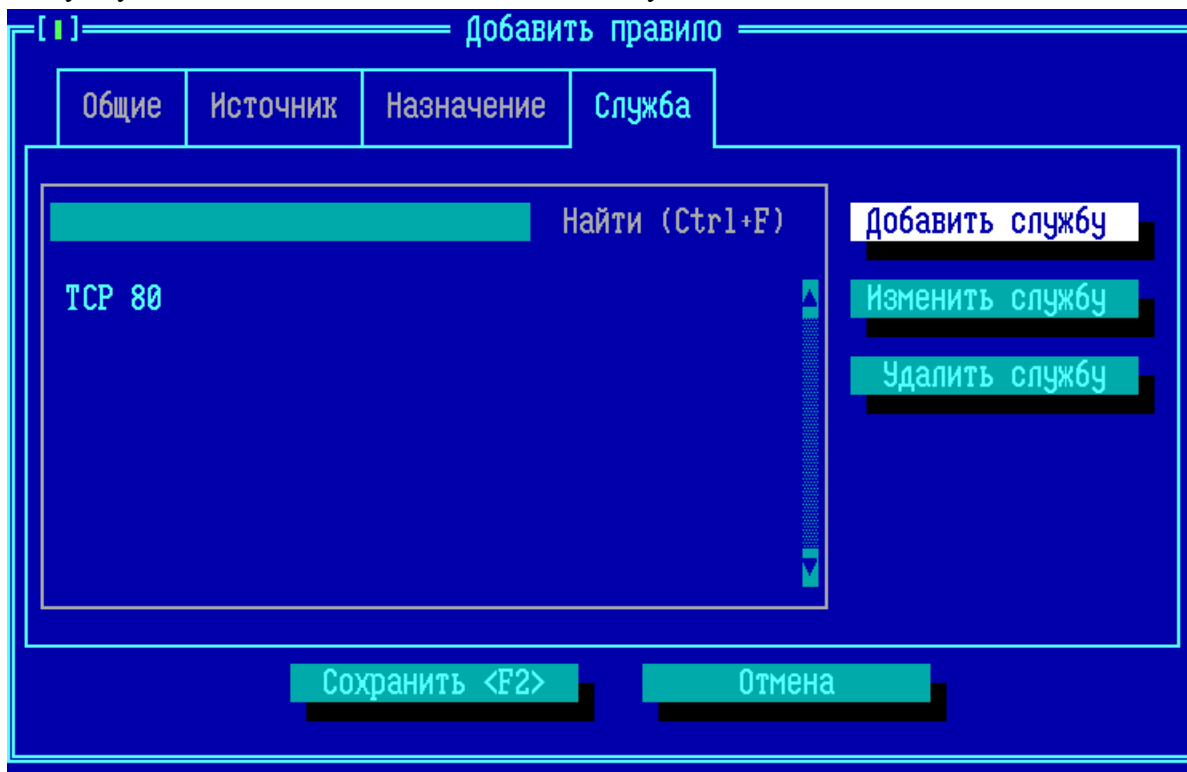 Добавить правило
Общие Источник Назначение Служба
Найти (Ctrl+F) Добавить службу
TCP 80 Изменить службу
Удалить службу
Сохранить <F2> Отмена